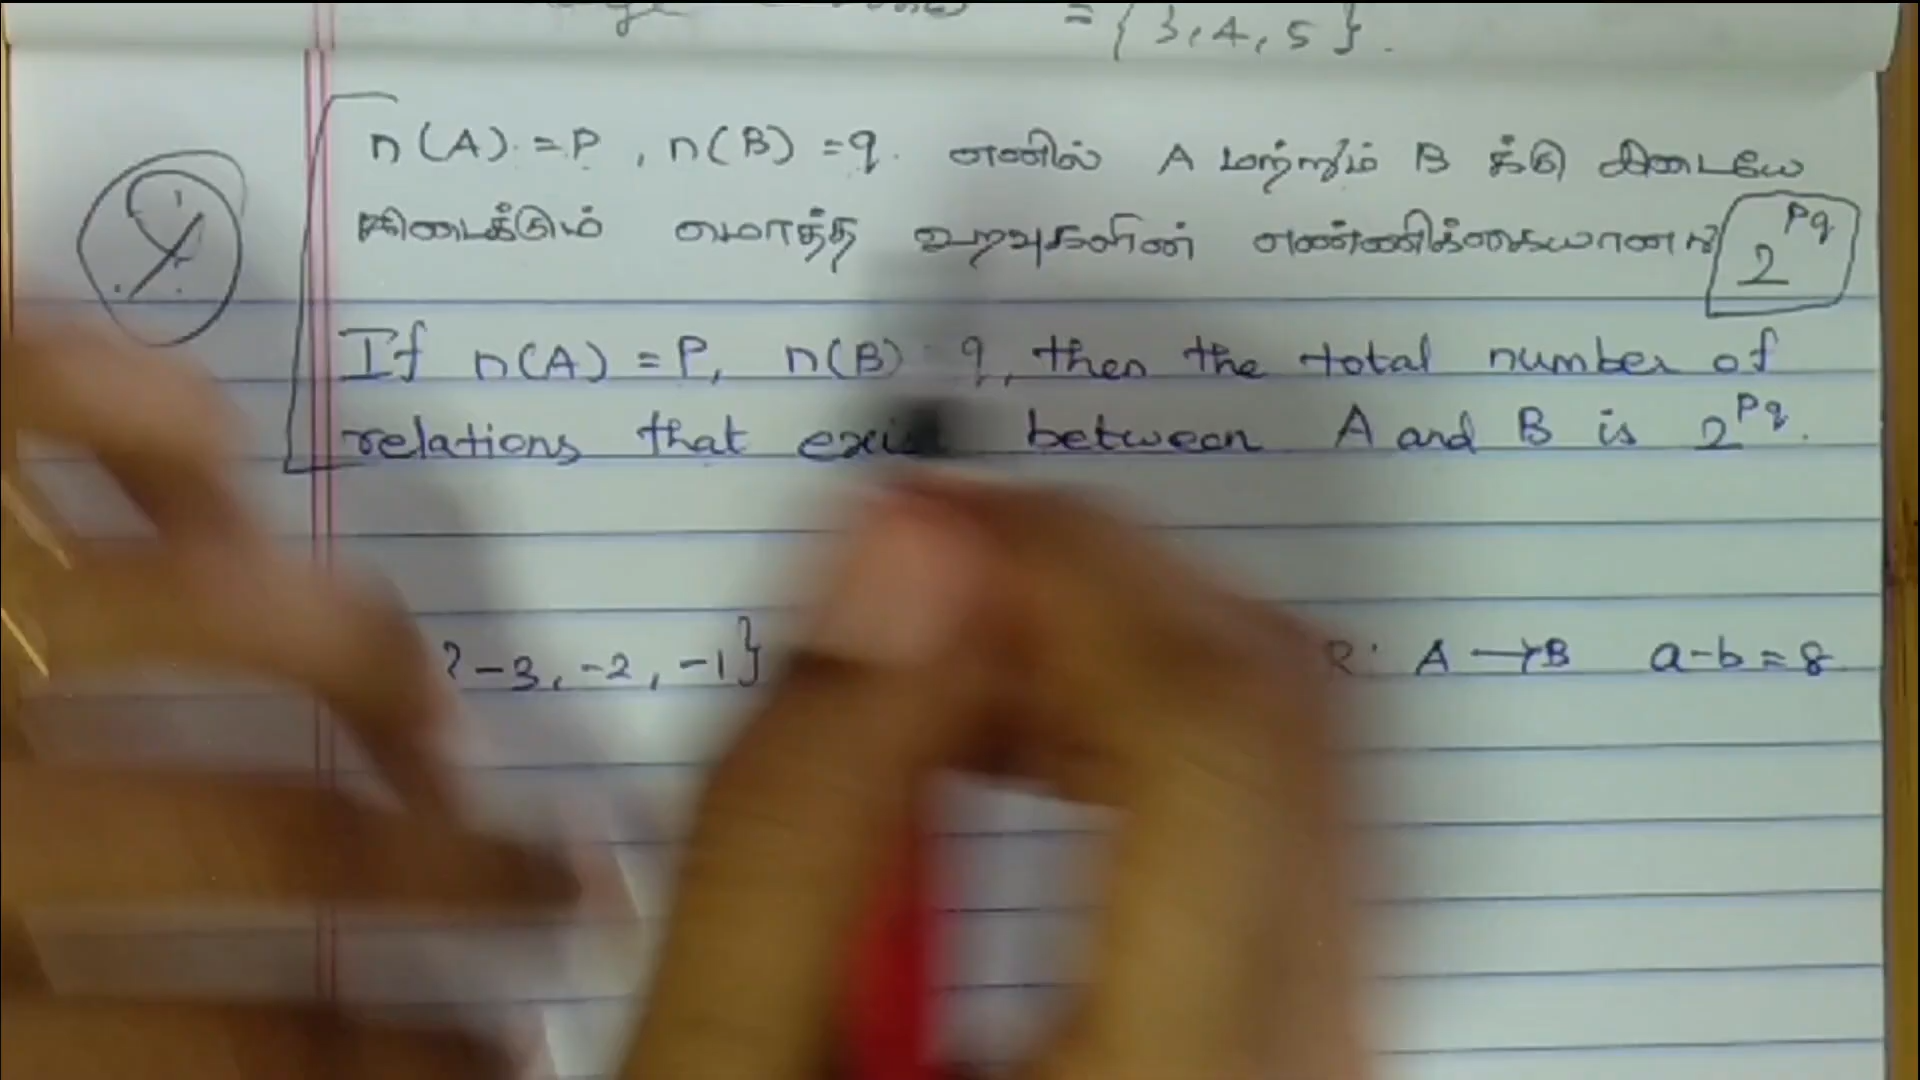 = {3, 4, 5}.
n(A) = P, n(B) = q. எனில் A மற்றும் B க்கு இடையே
கிடைக்கும் மொத்த உறவுகளின் எண்ணிக்கையானது 2^pq
If n(A) = P, n(B) q, then the total number of
relations that between A and B is 2^pq.
-3, -2, -1} R: A → B a-b = 8